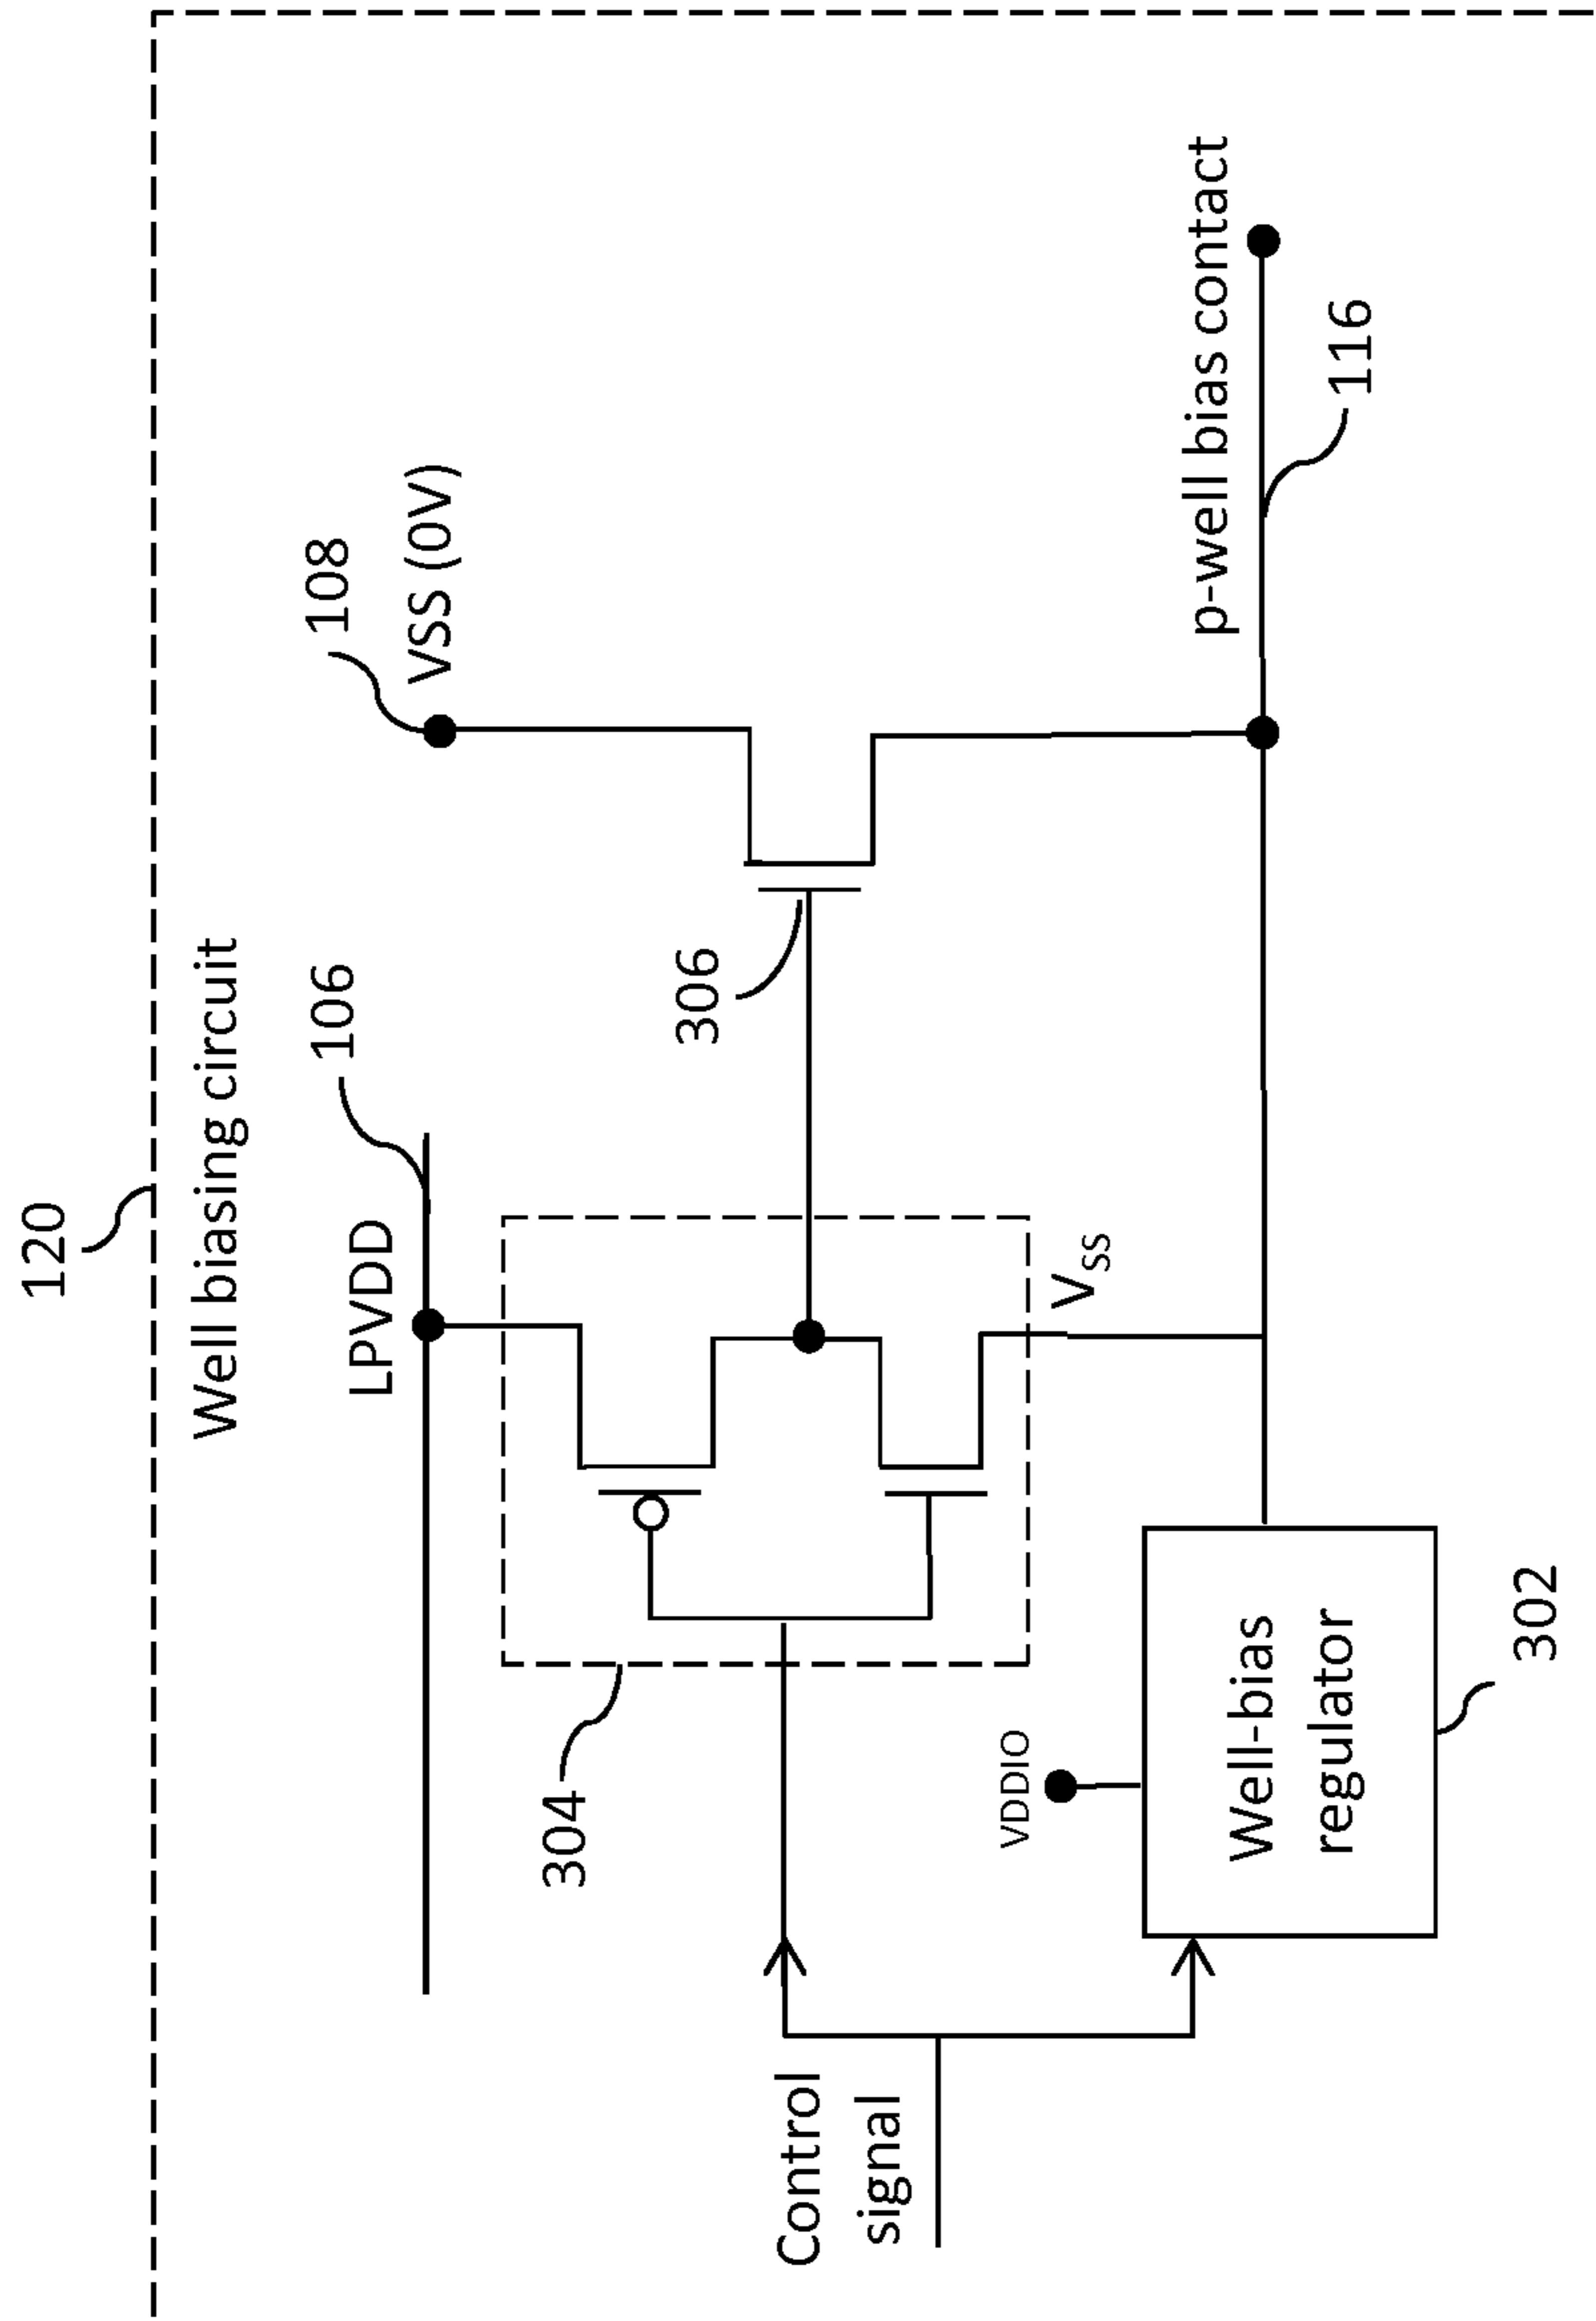 120
Well biasing circuit
108
106
VSS (0V)
LPVDD
306
304
V_SS
Control
signal
VDDIO
p-well bias contact
116
Well-bias
regulator
302